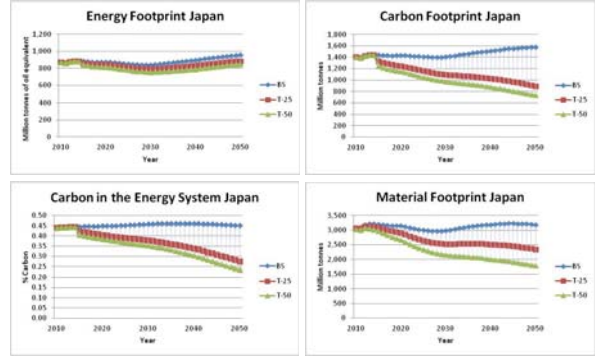 Energy Footprint Japan
Million tonnes of oil equivalent
1,200
1,000
800
600
400
200
0
2010 2020 2030 2040 2050
Year
BS
T-25
T-50
Carbon Footprint Japan
Million tonnes
1,800
1,600
1,400
1,200
1,000
800
600
400
200
0
2010 2020 2030 2040 2050
Year
BS
T-25
T-50
Carbon in the Energy System Japan
% Carbon
0.50
0.45
0.40
0.35
0.30
0.25
0.20
0.15
0.10
0.05
0.00
2010 2020 2030 2040 2050
Year
BS
T-25
T-50
Material Footprint Japan
Million tonnes
3,500
3,000
2,500
2,000
1,500
1,000
500
0
2010 2020 2030 2040 2050
Year
BS
T-25
T-50